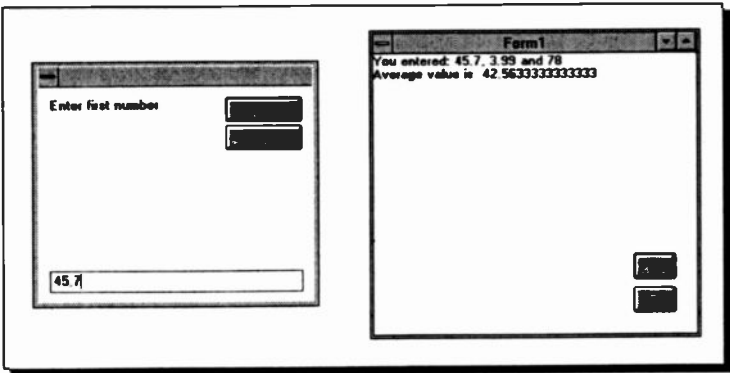 Enter first number
45.7
Form1
You entered: 45.7, 3.99 and 78
Average value is 42.5633333333333